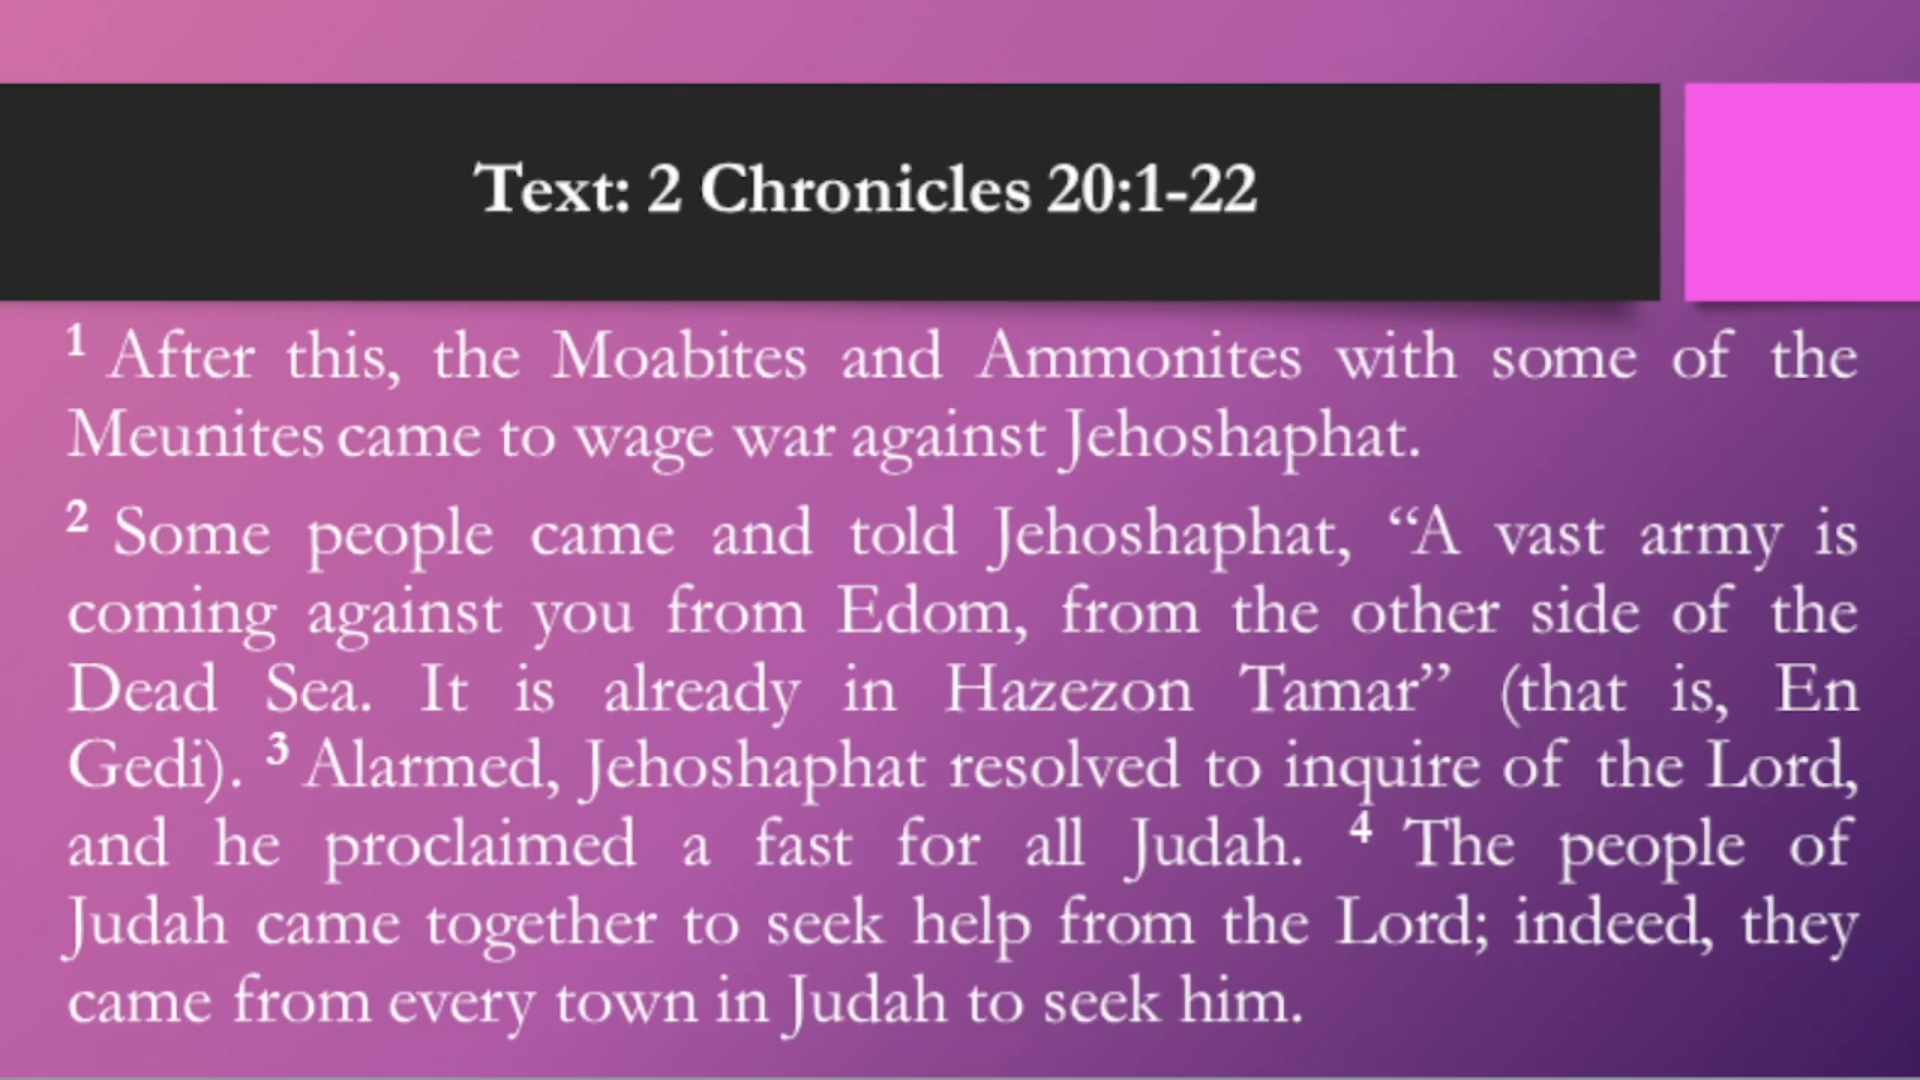 Text: 2 Chronicles 20:1-22
1 After this, the Moabites and Ammonites with some of the
Meunites came to wage war against Jehoshaphat.
2 Some people came and told Jehoshaphat, “A vast army is
coming against you from Edom, from the other side of the
Dead Sea. It is already in Hazezon Tamar” (that is, En
Gedi). 3 Alarmed, Jehoshaphat resolved to inquire of the Lord,
and he proclaimed a fast for all Judah. 4 The people of
Judah came together to seek help from the Lord; indeed, they
came from every town in Judah to seek him.